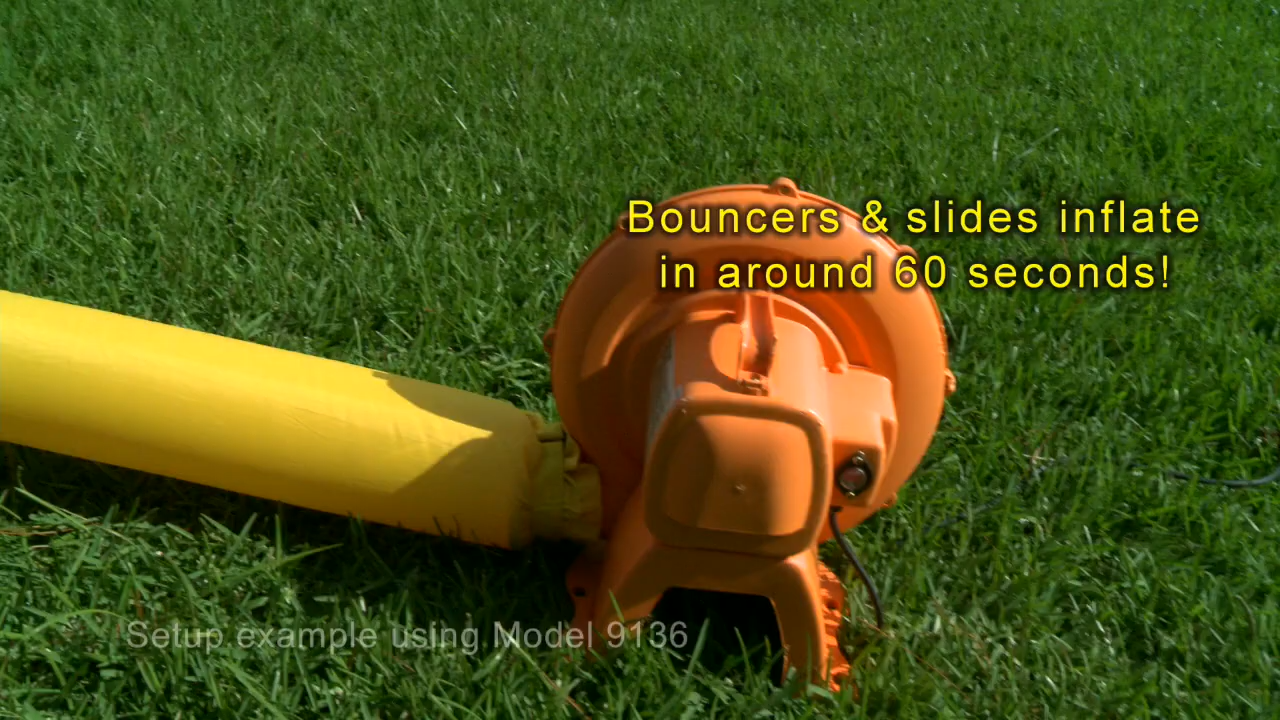 Bouncers & slides inflate
in around 60 seconds!
Setup example using Model 9136